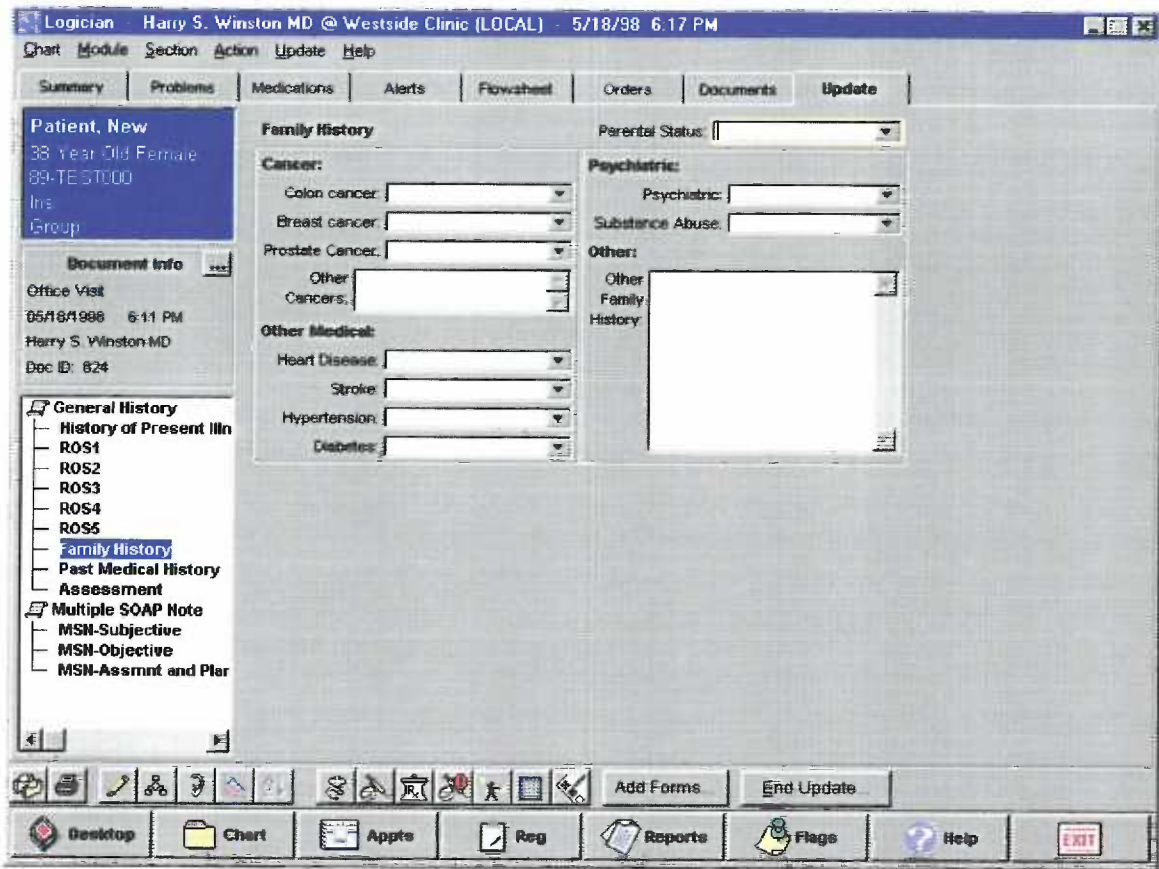 Logician - Harry S. Winston MD @ Westside Clinic (LOCAL) - 5/18/98 6:17 PM
Chart Module Section Action Update Help
Summary Problems Medications Alerts Flowsheet Orders Documents Update
Patient, New
38 Year Old Female
89-TEST000
Ins
Group
Document Info ...
Office Visit
05/18/1998 6:11 PM
Harry S. Winston MD
Doc ID: 824
General History
History of Present Illn
ROS1
ROS2
ROS3
ROS4
ROS5
Family History
Past Medical History
Assessment
Multiple SOAP Note
MSN-Subjective
MSN-Objective
MSN-Assmnt and Plar
Family History
Parental Status:
Cancer:
Colon cancer:
Breast cancer:
Prostate Cancer:
Other
Cancers:
Other Medical:
Heart Disease:
Stroke:
Hypertension:
Diabetes:
Psychiatric:
Psychiatric:
Substance Abuse:
Other:
Other
Family
History:
Rx
Add Forms...
End Update...
Desktop Chart Appts Reg Reports Flags Help EXIT